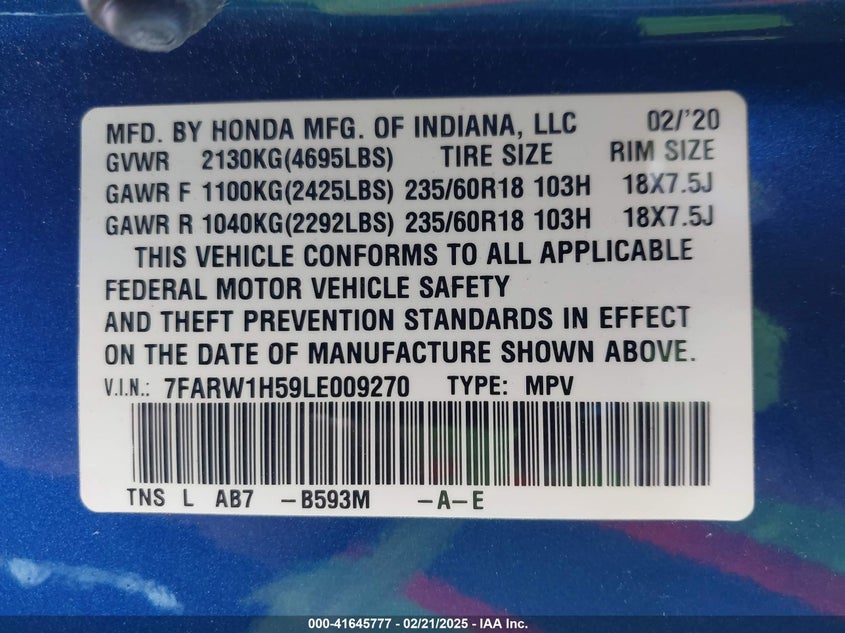 MFD. BY HONDA MFG. OF INDIANA, LLC 02/'20
GVWR 2130KG(4695LBS) TIRE SIZE RIM SIZE
GAWR F 1100KG(2425LBS) 235/60R18 103H 18X7.5J
GAWR R 1040KG(2292LBS) 235/60R18 103H 18X7.5J
THIS VEHICLE CONFORMS TO ALL APPLICABLE
FEDERAL MOTOR VEHICLE SAFETY
AND THEFT PREVENTION STANDARDS IN EFFECT
ON THE DATE OF MANUFACTURE SHOWN ABOVE.
V.I.N.: 7FARW1H59LE009270 TYPE: MPV
TNS L AB7 -B593M -A-E
000-41645777 - 02/21/2025 - IAA Inc.